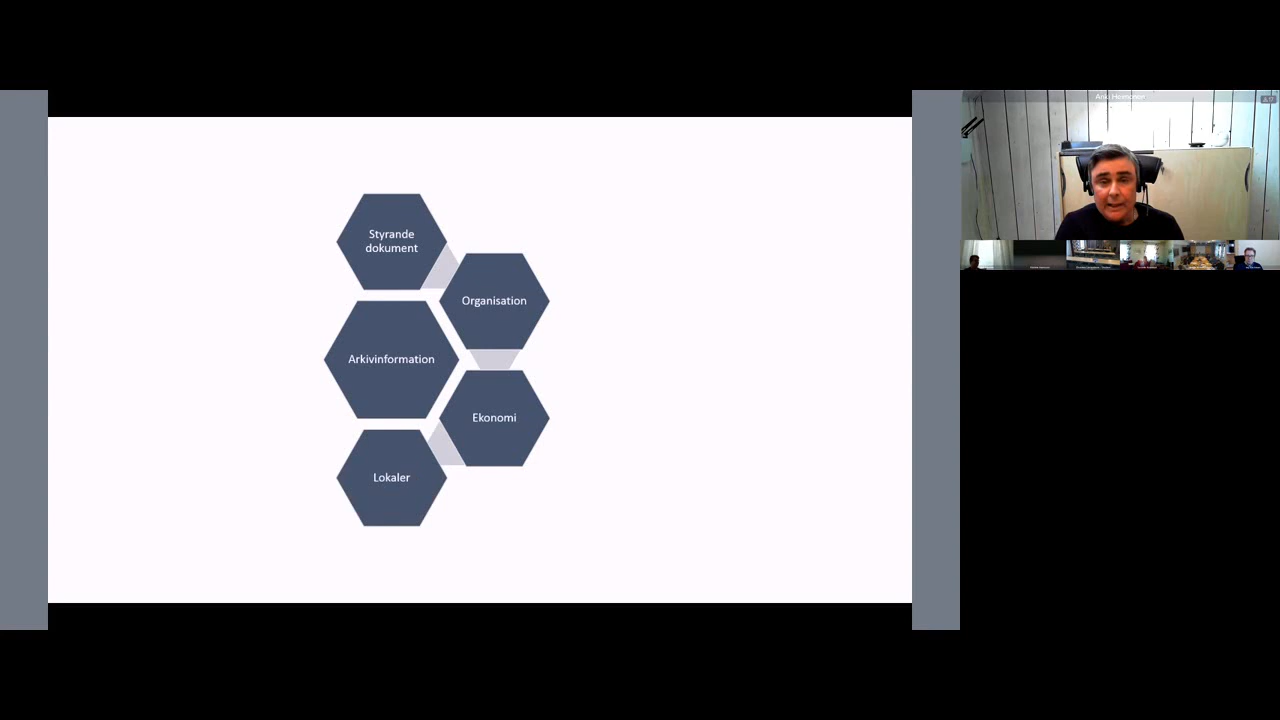 Styrande
dokument
Organisation
Arkivinformation
Ekonomi
Lokaler